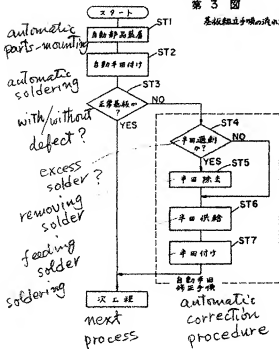 第3図
基板組立手順の流れ
スタート
ST1
automatic
parts-mounting
自動部品装着
ST2
automatic
soldering
自動半田付け
ST3
with/without
defect?
正常基板か?
NO
YES
ST4
excess
solder?
半田過剰か?
NO
YES
ST5
removing
solder
半田除去
ST6
feeding
solder
半田供給
ST7
soldering
半田付け
自動半田
修正手順
次工程
next
process
automatic
correction
procedure